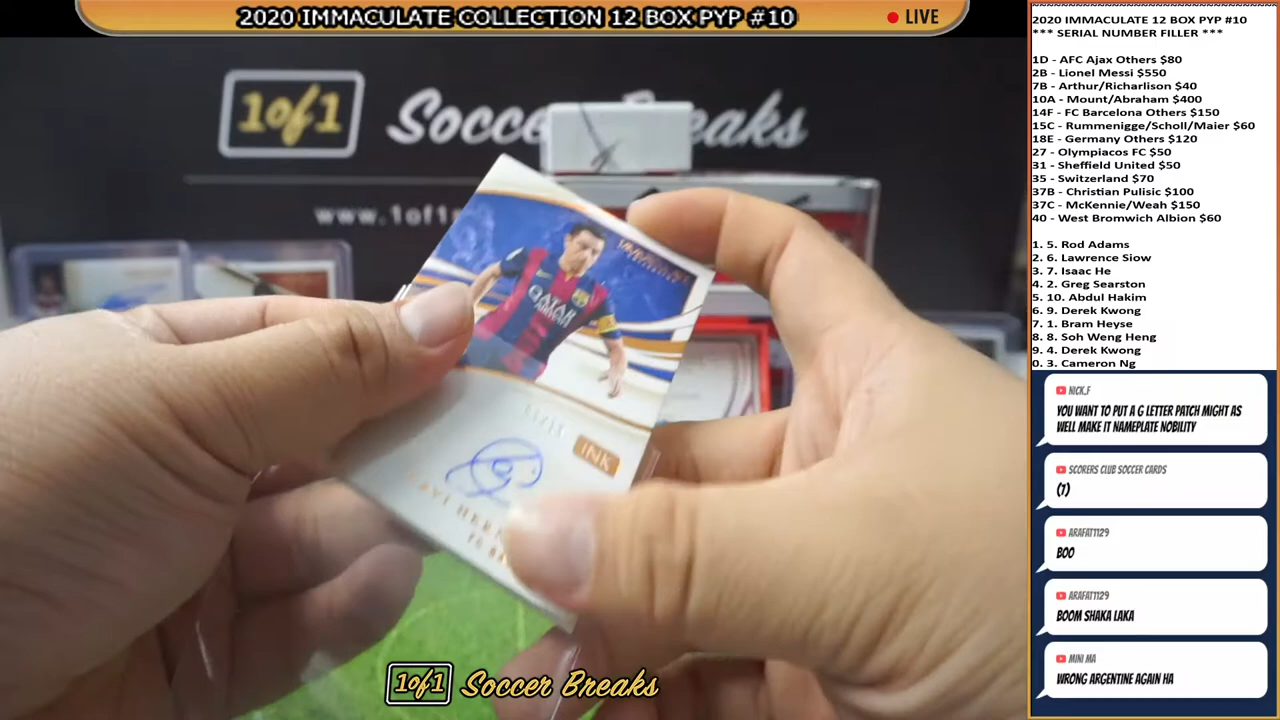 2020 IMMACULATE COLLECTION 12 BOX PYP #10
LIVE
1of1
Soccer Breaks
QATAR
INK
1of1 Soccer Breaks
2020 IMMACULATE 12 BOX PYP #10
*** SERIAL NUMBER FILLER ***
1D - AFC Ajax Others $80
2B - Lionel Messi $550
7B - Arthur/Richarlison $40
10A - Mount/Abraham $400
14F - FC Barcelona Others $150
15C - Rummenigge/Scholl/Maier $60
18E - Germany Others $120
27 - Olympiacos FC $50
31 - Sheffield United $50
35 - Switzerland $70
37B - Christian Pulisic $100
37C - McKennie/Weah $150
40 - West Bromwich Albion $60
1. 5. Rod Adams
2. 6. Lawrence Siow
3. 7. Isaac He
4. 2. Greg Searston
5. 10. Abdul Hakim
6. 9. Derek Kwong
7. 1. Bram Heyse
8. 8. Soh Weng Heng
9. 4. Derek Kwong
0. 3. Cameron Ng
NICK.F
YOU WANT TO PUT A G LETTER PATCH MIGHT AS
WELL MAKE IT NAMEPLATE NOBILITY
SCORERS CLUB SOCCER CARDS
(7)
ARAFAT1129
BOO
ARAFAT1129
BOOM SHAKA LAKA
MINI MA
WRONG ARGENTINE AGAIN HA